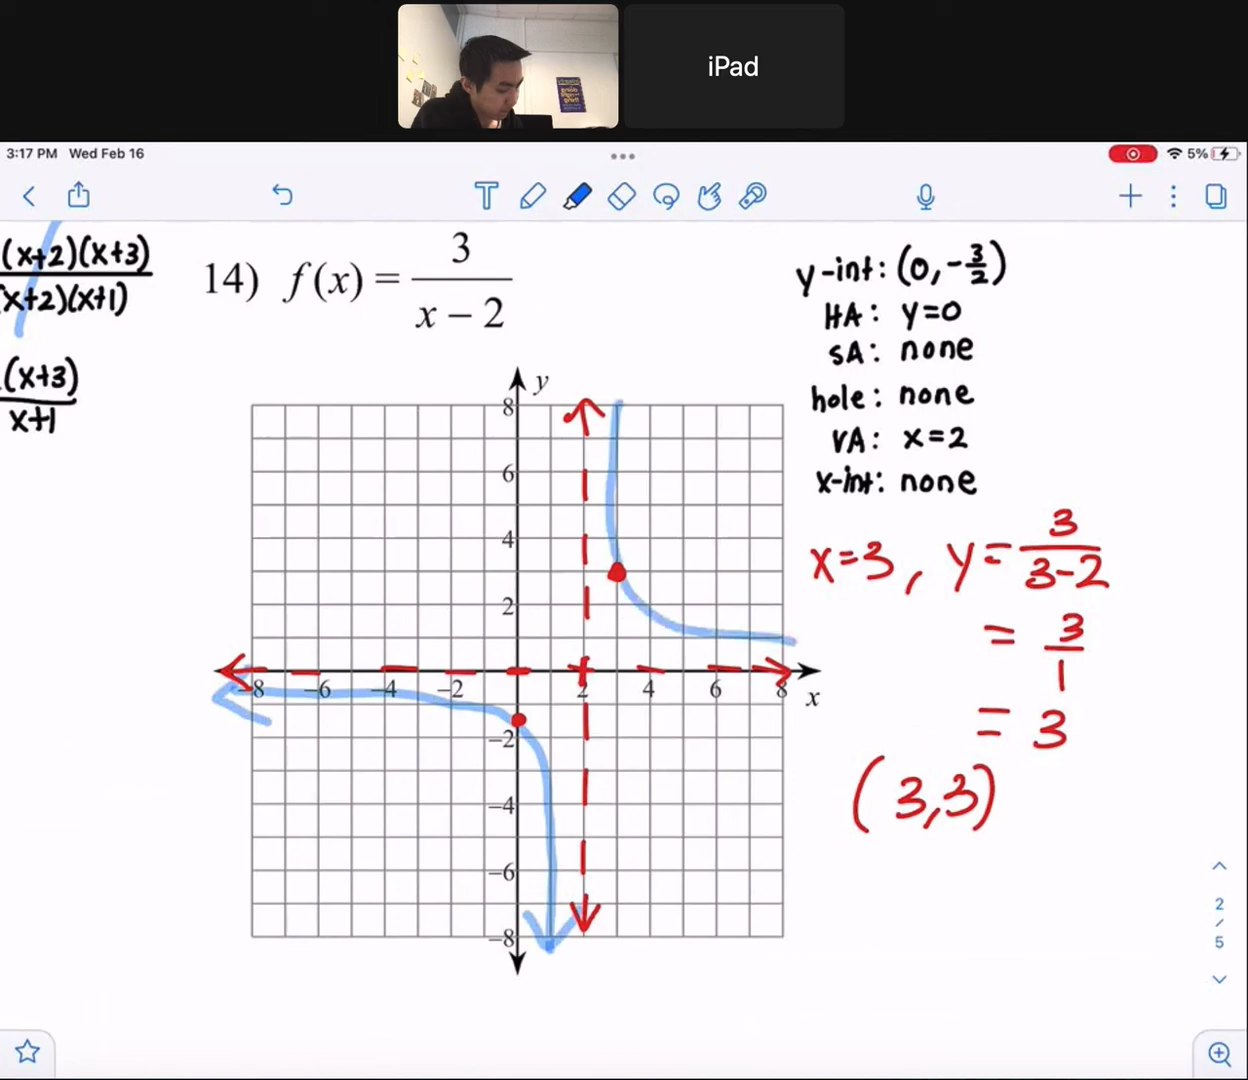 iPad
3:17 PM Wed Feb 16
5%
(x+2)(x+3)
(x+2)(x+1)
(x+3)
x+1
14) f(x) = 3
x − 2
y-int: (0, -3/2)
HA: y=0
SA: none
hole: none
VA: x=2
x-int: none
y
8
6
4
2
−8 −6 −4 −2 2 4 6 8 x
−2
−4
−6
−8
x=3, y= 3
3-2
= 3
1
= 3
(3,3)
2
/
5